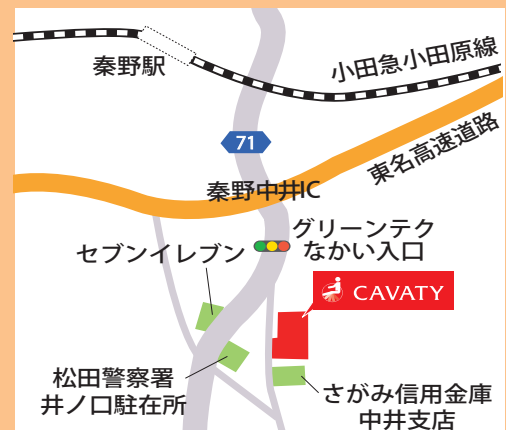 小田急小田原線
秦野駅
71
東名高速道路
秦野中井IC
グリーンテク
なかい入口
セブンイレブン
CAVATY
松田警察署
井ノ口駐在所
さがみ信用金庫
中井支店